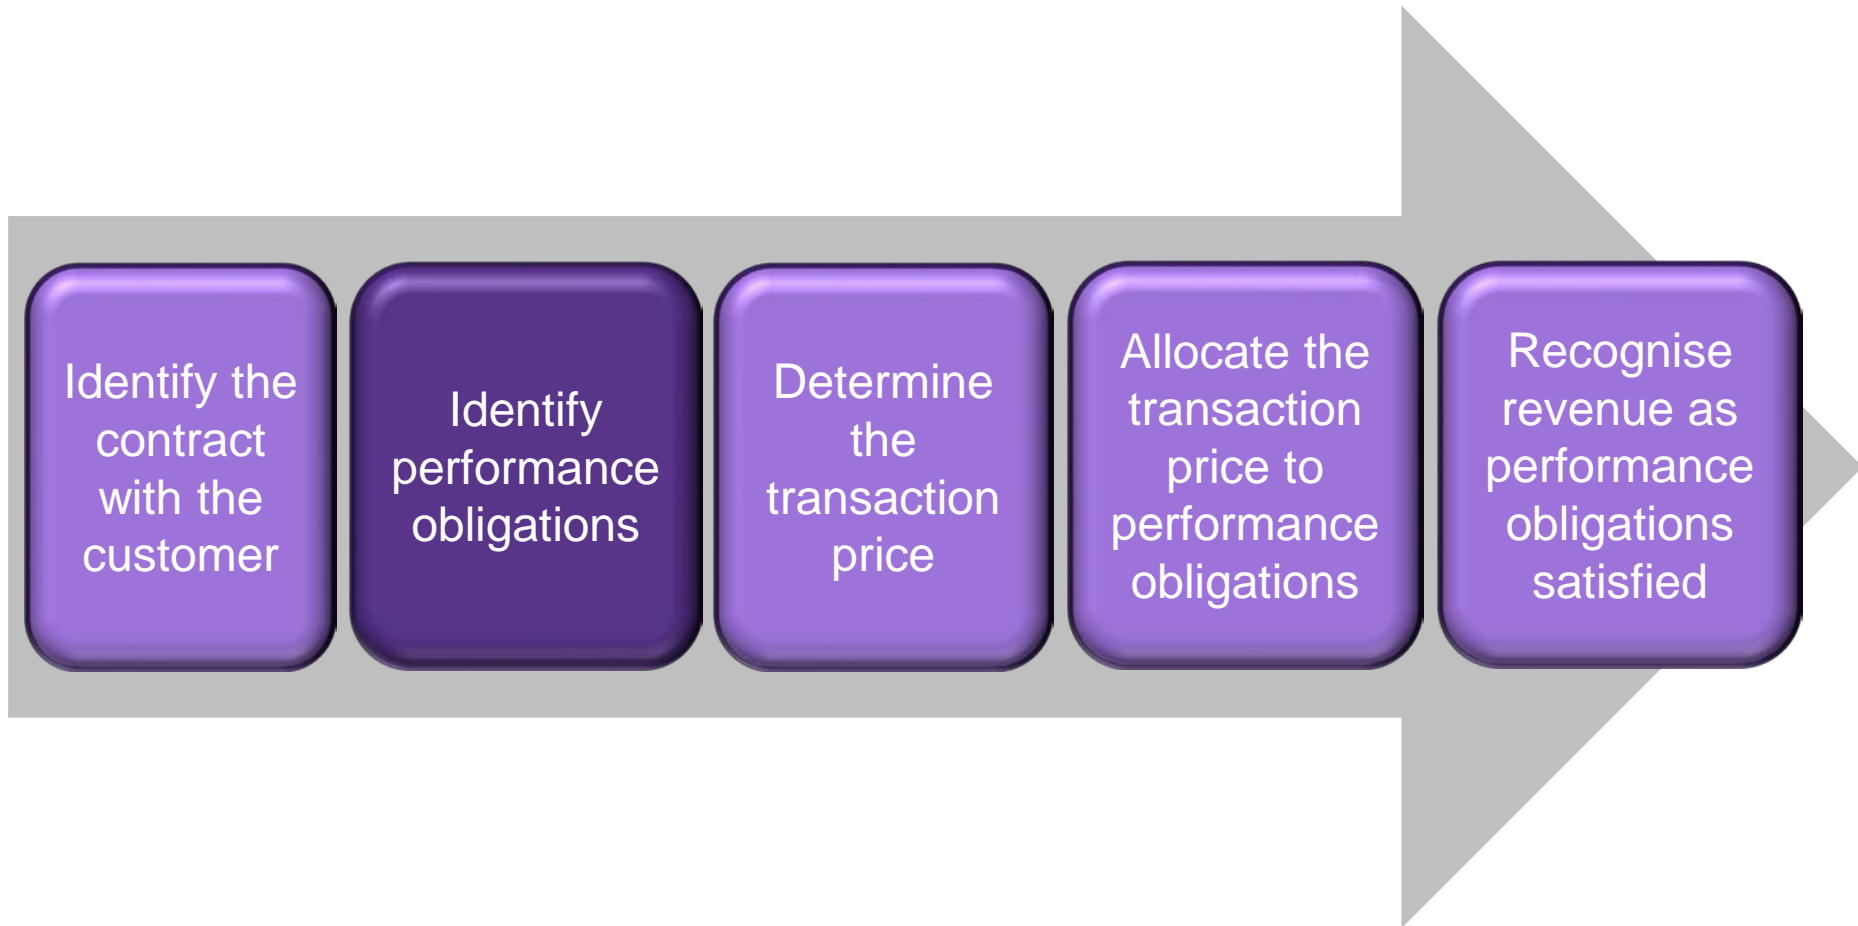 Identify the
contract
with the
customer
Identify
performance
obligations
Determine
the
transaction
price
Allocate the
transaction
price to
performance
obligations
Recognise
revenue as
performance
obligations
satisfied